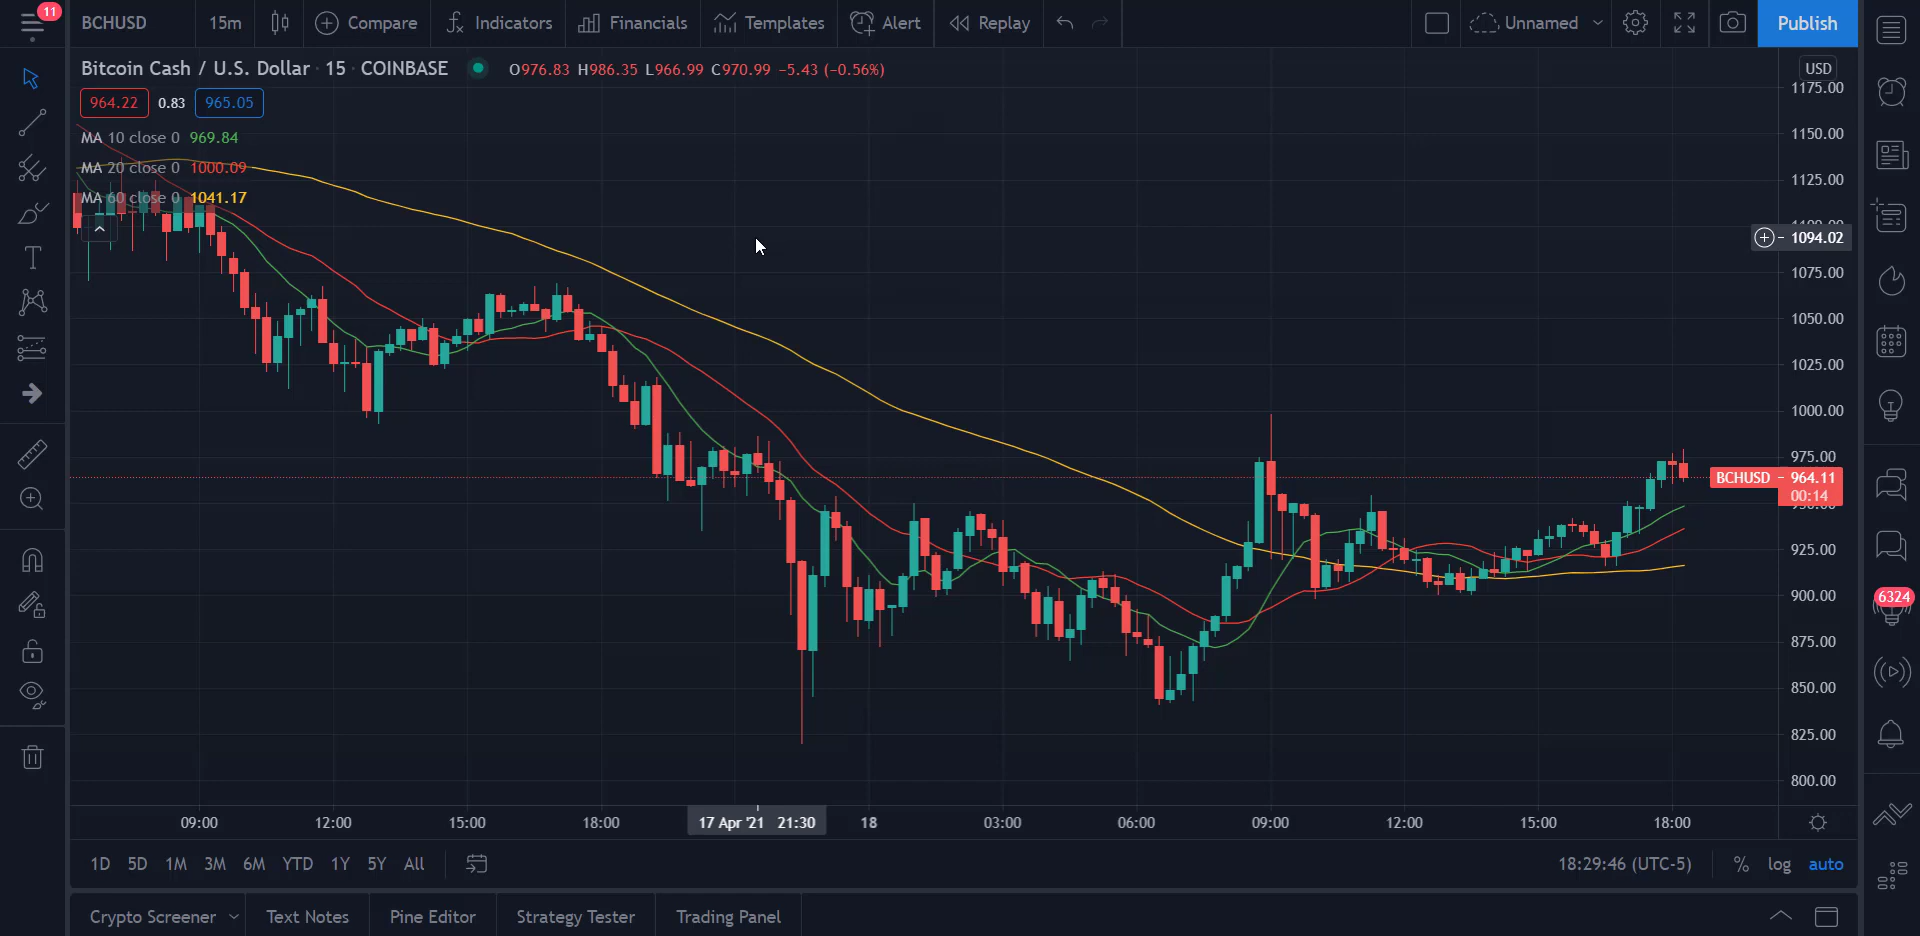 11
BCHUSD 15m Compare Indicators Financials Templates Alert Replay Unnamed Publish
Bitcoin Cash / U.S. Dollar · 15 · COINBASE O976.83 H986.35 L966.99 C970.99 −5.43 (−0.56%)
USD
964.22 0.83 965.05
MA 10 close 0 969.84
MA 20 close 0 1000.09
MA 60 close 0 1041.17
1175.00
1150.00
1125.00
1100.00
1094.02
1075.00
1050.00
1025.00
1000.00
975.00
BCHUSD 964.11
00:14
950.00
925.00
900.00
875.00
850.00
825.00
800.00
6324
09:00 12:00 15:00 18:00 17 Apr '21 21:30 18 03:00 06:00 09:00 12:00 15:00 18:00
1D 5D 1M 3M 6M YTD 1Y 5Y All 18:29:46 (UTC-5) % log auto
Crypto Screener Text Notes Pine Editor Strategy Tester Trading Panel